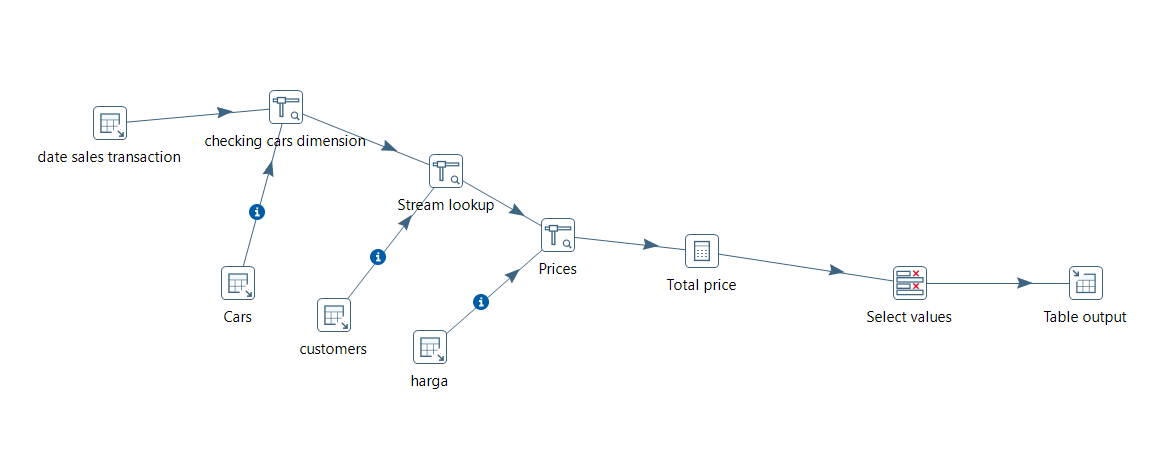 date sales transaction
checking cars dimension
Stream lookup
Prices
Total price
Select values
Table output
Cars
customers
harga